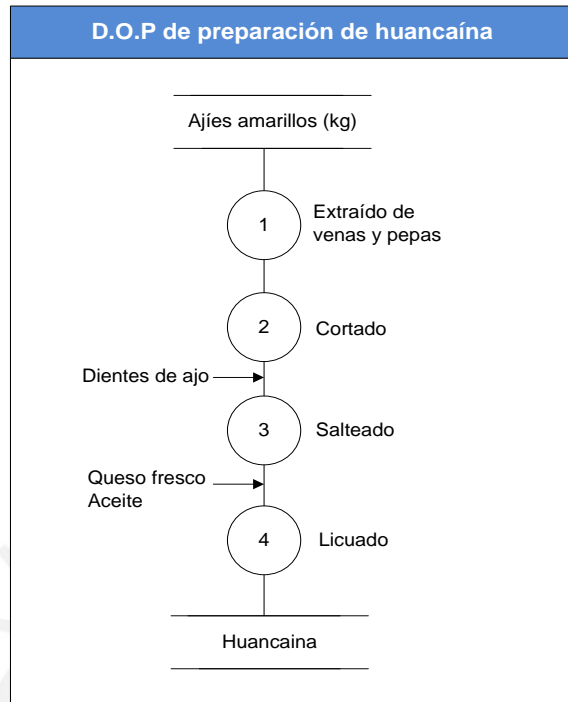 D.O.P de preparación de huancaína
Ajíes amarillos (kg)
1
Extraído de
venas y pepas
2
Cortado
Dientes de ajo
3
Salteado
Queso fresco
Aceite
4
Licuado
Huancaina